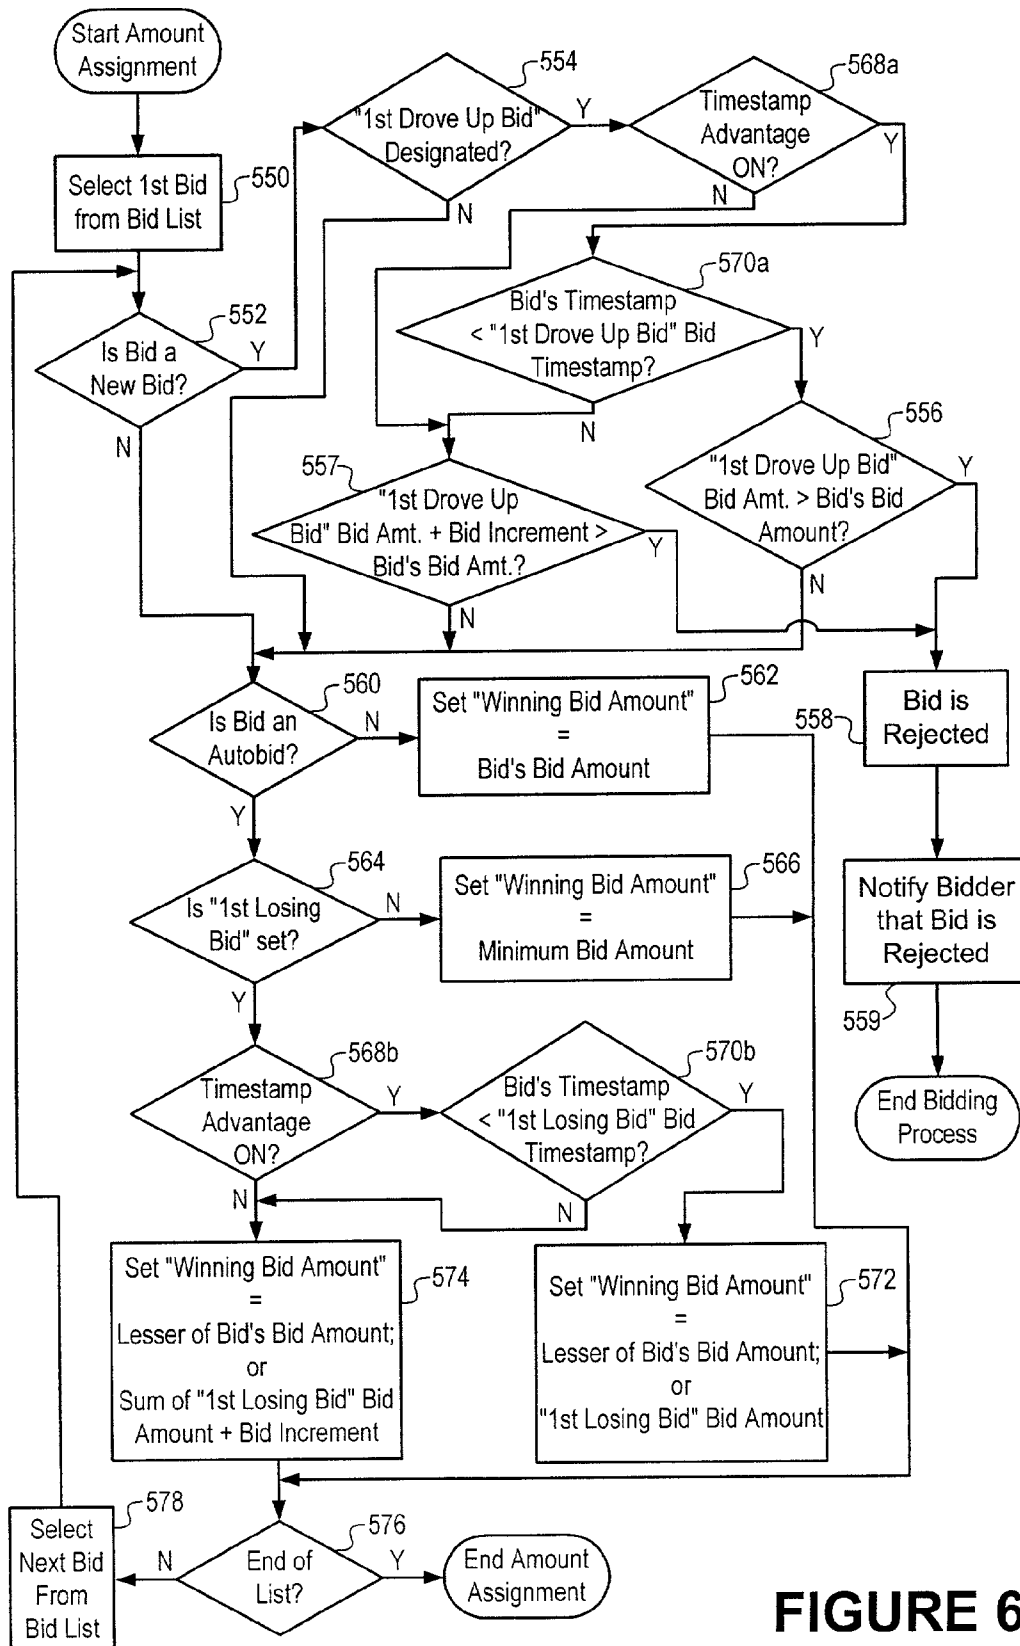 Start Amount
Assignment
Select 1st Bid
from Bid List
550
Is Bid a
New Bid?
552
Y
N
"1st Drove Up Bid"
Designated?
554
Y
N
Timestamp
Advantage
ON?
568a
Y
N
Bid's Timestamp
< "1st Drove Up Bid" Bid
Timestamp?
570a
Y
N
"1st Drove Up Bid"
Bid Amt. > Bid's Bid
Amount?
556
Y
N
557
"1st Drove Up
Bid" Bid Amt. + Bid Increment >
Bid's Bid Amt.?
Y
N
Is Bid an
Autobid?
560
N
Y
Set "Winning Bid Amount"
=
Bid's Bid Amount
562
Bid is
Rejected
558
Is "1st Losing
Bid" set?
564
N
Y
Set "Winning Bid Amount"
=
Minimum Bid Amount
566
Notify Bidder
that Bid is
Rejected
559
End Bidding
Process
Timestamp
Advantage
ON?
568b
Y
N
Bid's Timestamp
< "1st Losing Bid" Bid
Timestamp?
570b
Y
N
Set "Winning Bid Amount"
=
Lesser of Bid's Bid Amount;
or
Sum of "1st Losing Bid" Bid
Amount + Bid Increment
574
Set "Winning Bid Amount"
=
Lesser of Bid's Bid Amount;
or
"1st Losing Bid" Bid Amount
572
Select
Next Bid
From
Bid List
578
End of
List?
576
N
Y
End Amount
Assignment
FIGURE 6